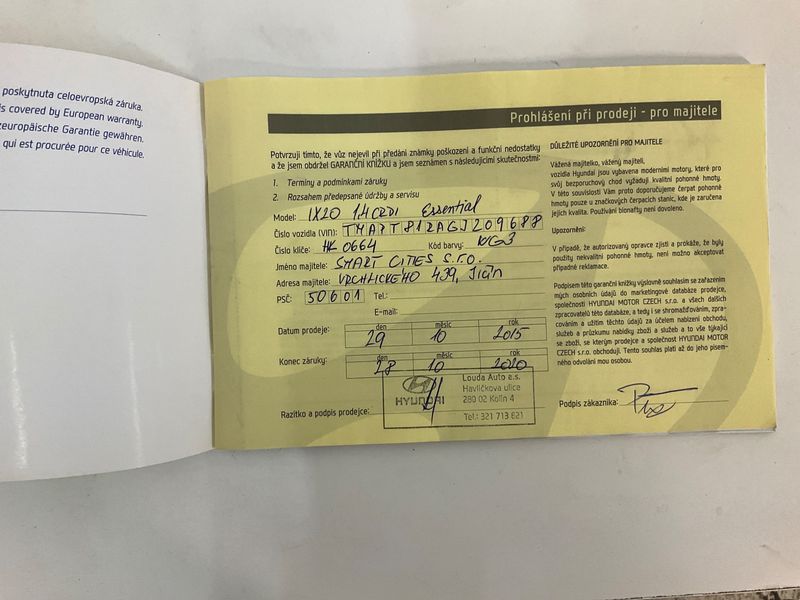 poskytnuta celoevropská záruka.
is covered by European warranty.
zeuropäische Garantie gewähren.
qui est procurée pour ce véhicule.
Prohlášení při prodeji - pro majitele
Potvrzuji tímto, že vůz nejevil při předání známky poškození a funkční nedostatky
a že jsem obdržel GARANČNÍ KNÍŽKU a jsem seznámen s následujícími skutečnostmi:
1. Termíny a podmínkami záruky
2. Rozsahem předepsané údržby a servisu
Model: IX20 1.4 CRDI Essential
Číslo vozidla (VIN): TMAPT81ZAGJ209688
Číslo klíče: HK 0664 Kód barvy: WG3
Jméno majitele: SMART CITIES S.r.o.
Adresa majitele: VRCHLICKÉHO 439, Jičín
PSČ: 50601 Tel.:
E-mail:
Datum prodeje: den 29 měsíc 10 rok 2015
Konec záruky: den 28 měsíc 10 rok 2020
HYUNDAI
Louda Auto a.s.
Havlíčkova ulice
280 02 Kolín 4
Tel.: 321 713 821
Razítko a podpis prodejce:
DŮLEŽITÉ UPOZORNĚNÍ PRO MAJITELE
Vážená majitelko, vážený majiteli,
vozidla Hyundai jsou vybavena moderními motory, které pro
svůj bezporuchový chod vyžadují kvalitní pohonné hmoty.
V této souvislosti Vám proto doporučujeme čerpat pohonné
hmoty pouze u značkových čerpacích stanic, kde je zaručena
jejich kvalita. Používání bionafty není dovoleno.
Upozornění:
V případě, že autorizovaný opravce zjistí a prokáže, že byly
použity nekvalitní pohonné hmoty, není možno akceptovat
případné reklamace.
Podpisem této garanční knížky výslovně souhlasím se zařazením
mých osobních údajů do marketingové databáze prodejce,
společnosti HYUNDAI MOTOR CZECH s.r.o. a všech dalších
zpracovatelů této databáze, a tedy i se shromažďováním, zpra-
cováním a užitím těchto údajů za účelem nabízení obchodu,
služeb a průzkumu nabídky zboží a služeb a to vše týkající
se zboží, se kterým prodejce a společnost HYUNDAI MOTOR
CZECH s.r.o. obchodují. Tento souhlas platí až do jeho písem-
ného odvolání mou osobou.
Podpis zákazníka: